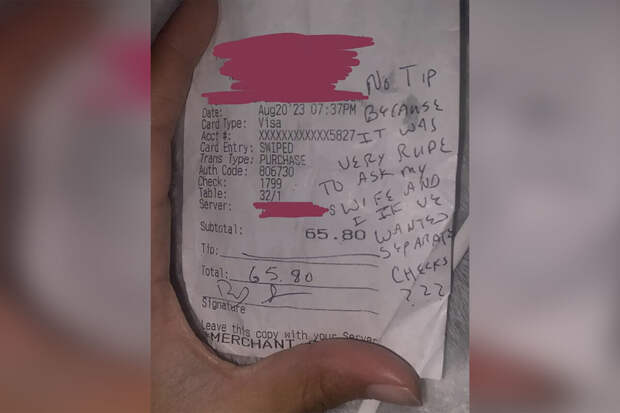 Date: Aug20'23 07:37PM
Card Type: Visa
Acct #: XXXXXXXXXXXX5827
Card Entry: SWIPED
Trans Type: PURCHASE
Auth Code: 806730
Check: 1799
Table: 32/1
Server: S
Subtotal: 65.80
Tip:
Total: 65.80
Signature
Leave this copy with your Server
*MERCHANT
No TIP
BECAUSE
IT WAS
VERY RUDE
TO ASK MY
WIFE AND
I IF WE
WANTED
SEPARATE
CHECKS
???